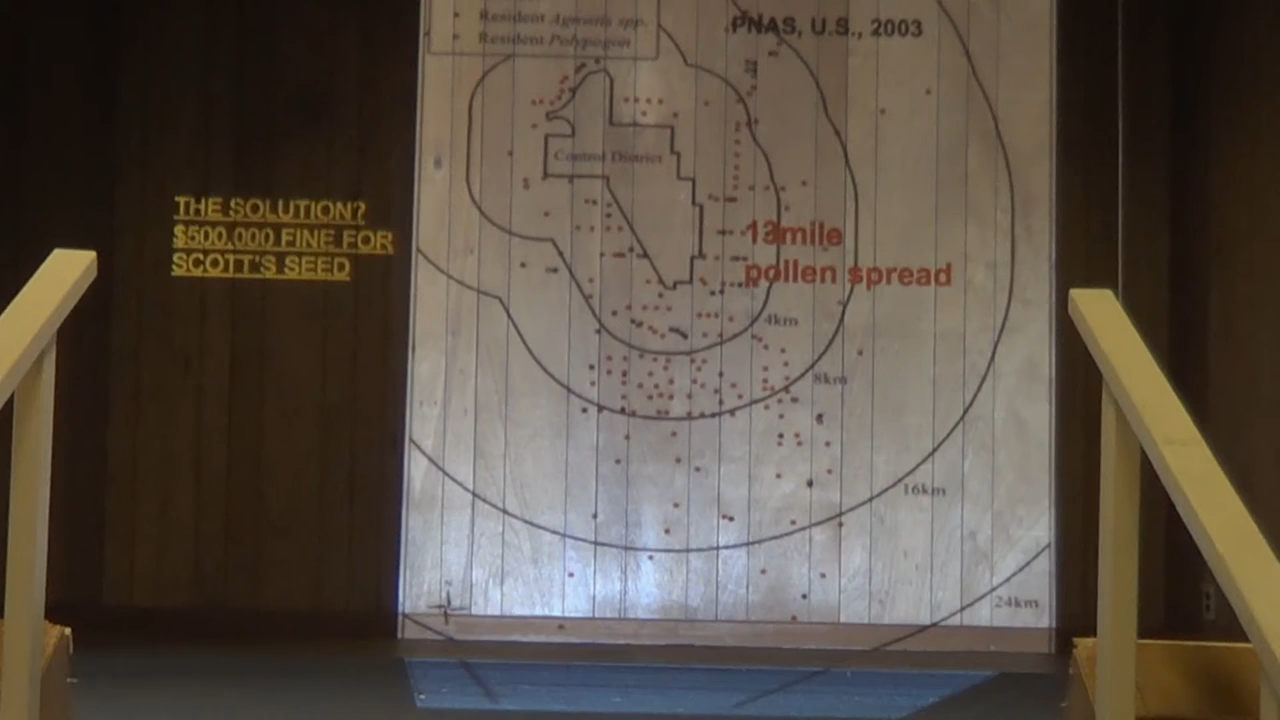 Resident Agrostis spp.
Resident Polypogon
PNAS, U.S., 2003
Control District
THE SOLUTION?
$500,000 FINE FOR
SCOTT'S SEED
13mile
pollen spread
4km
8km
16km
24km